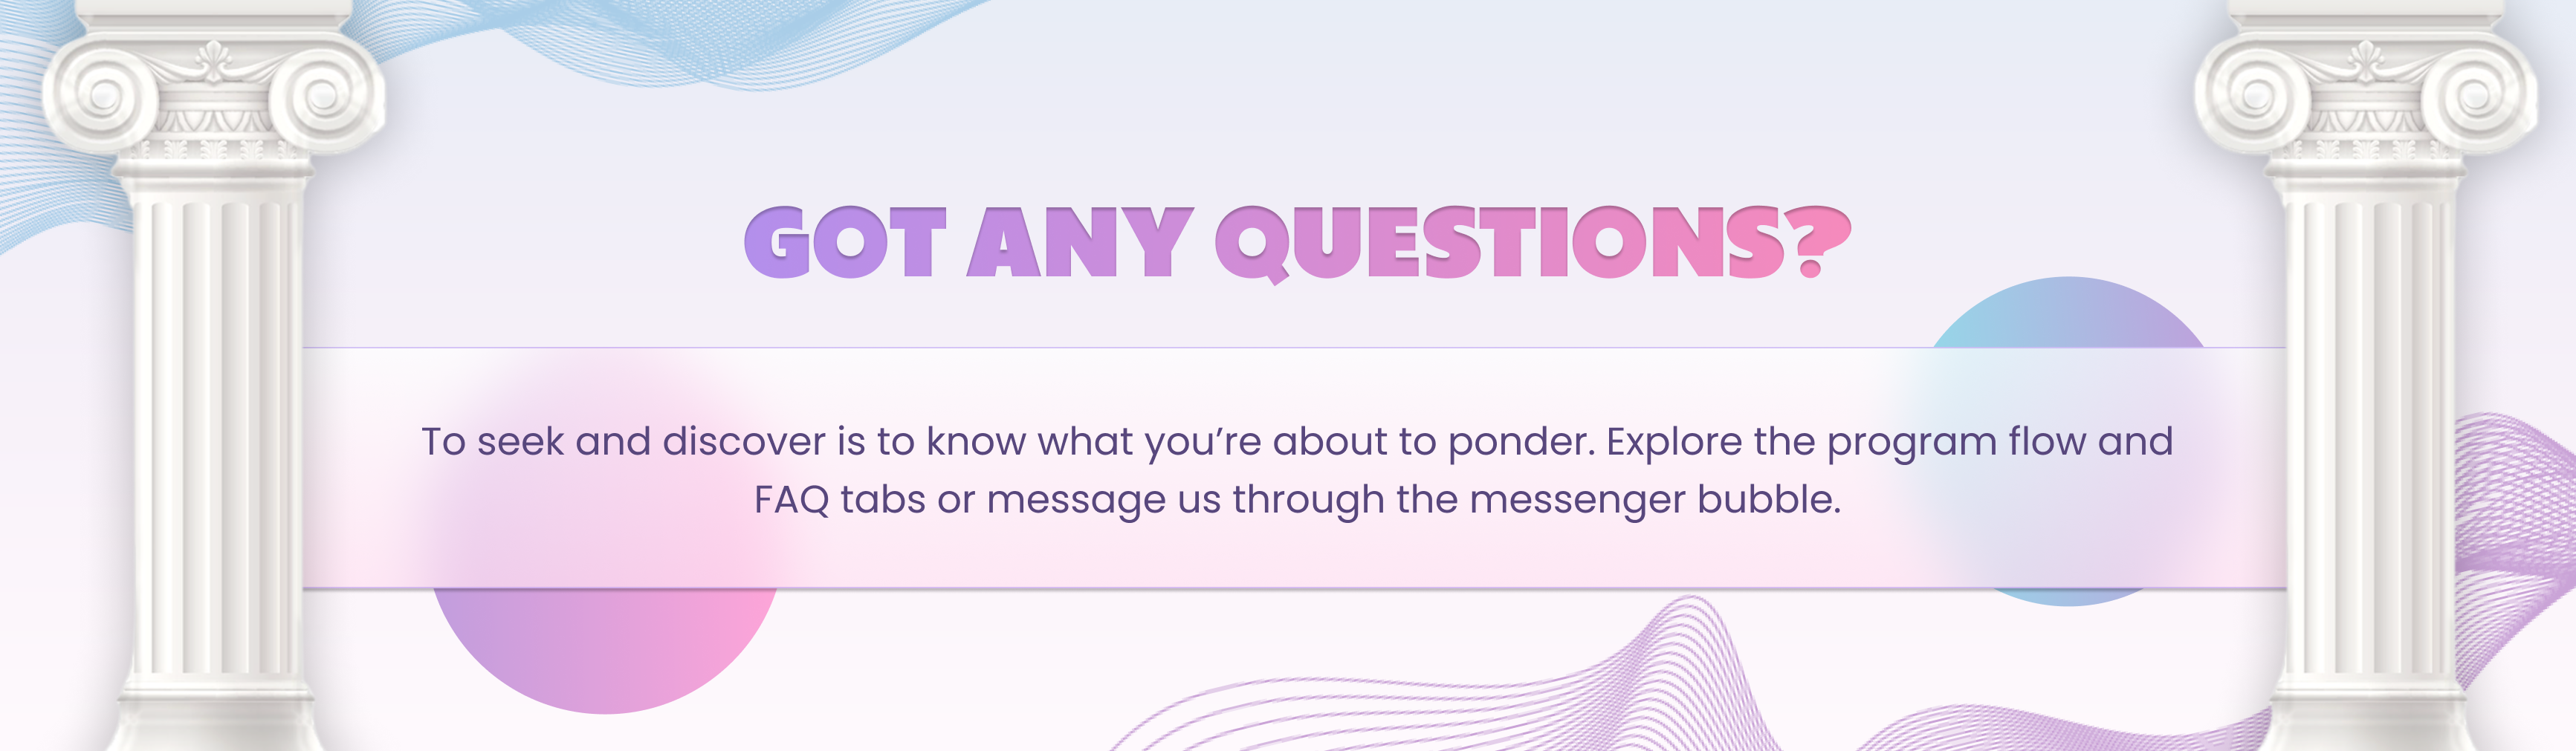 GOT ANY QUESTIONS?
To seek and discover is to know what you’re about to ponder. Explore the program flow and
FAQ tabs or message us through the messenger bubble.